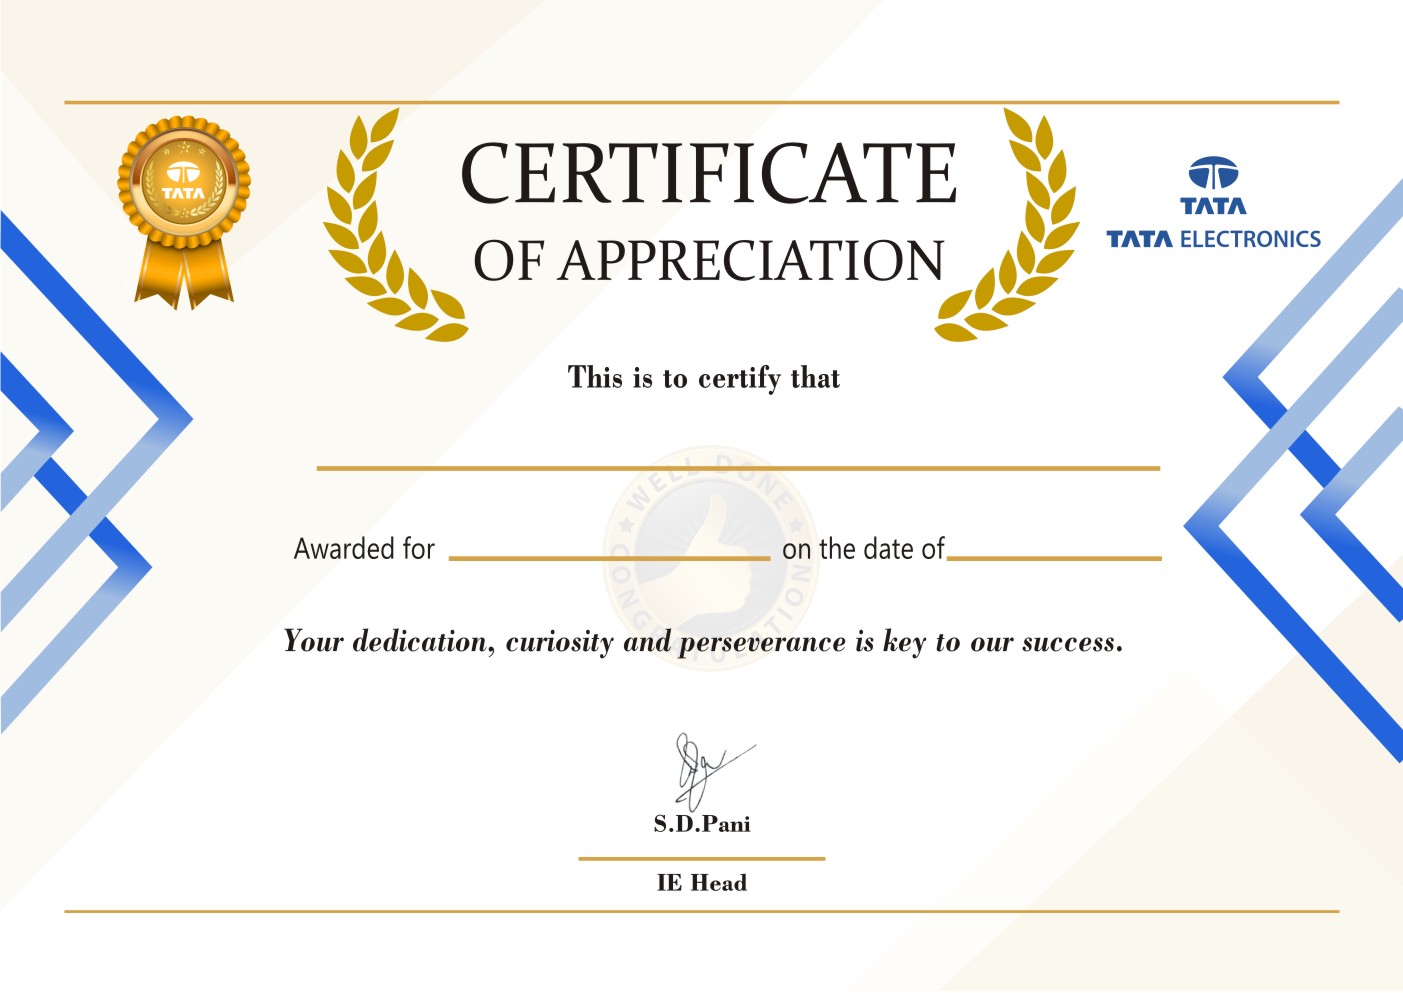 CERTIFICATE
OF APPRECIATION
TATA
TATA
TATA ELECTRONICS
This is to certify that
WELL DONE
CONGRATULATIONS
Awarded for on the date of
Your dedication, curiosity and perseverance is key to our success.
S.D.Pani
IE Head